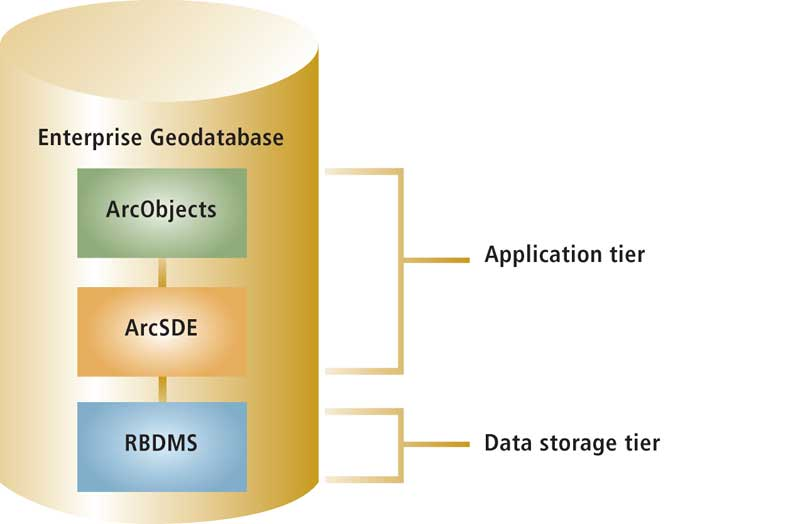 Enterprise Geodatabase
ArcObjects
Application tier
ArcSDE
RBDMS
Data storage tier